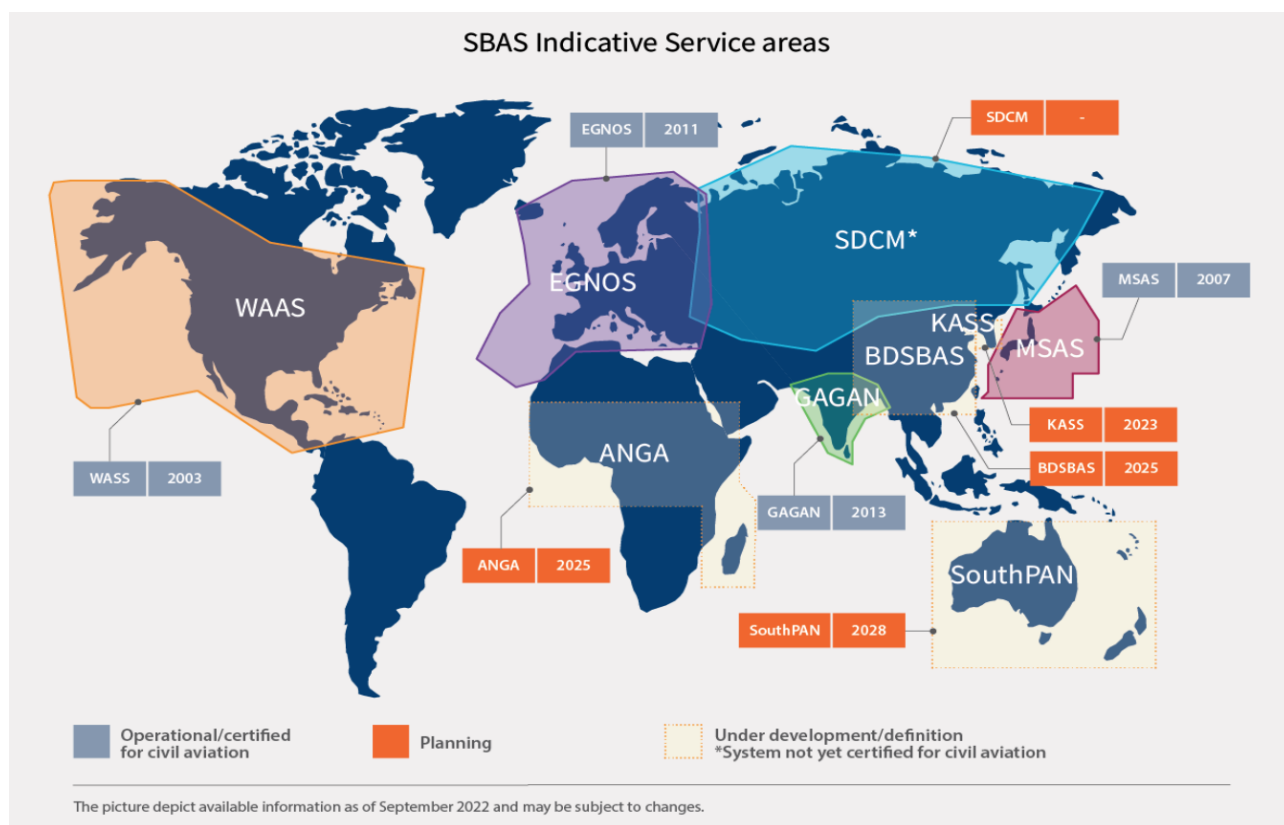 SBAS Indicative Service areas
SDCM -
EGNOS 2011
SDCM*
MSAS 2007
EGNOS
WAAS
KASS
MSAS
BDSBAS
GAGAN
KASS 2023
ANGA
BDSBAS 2025
WASS 2003
GAGAN 2013
ANGA 2025
SouthPAN
SouthPAN 2028
Operational/certified
for civil aviation
Planning
Under development/definition
*System not yet certified for civil aviation
The picture depict available information as of September 2022 and may be subject to changes.